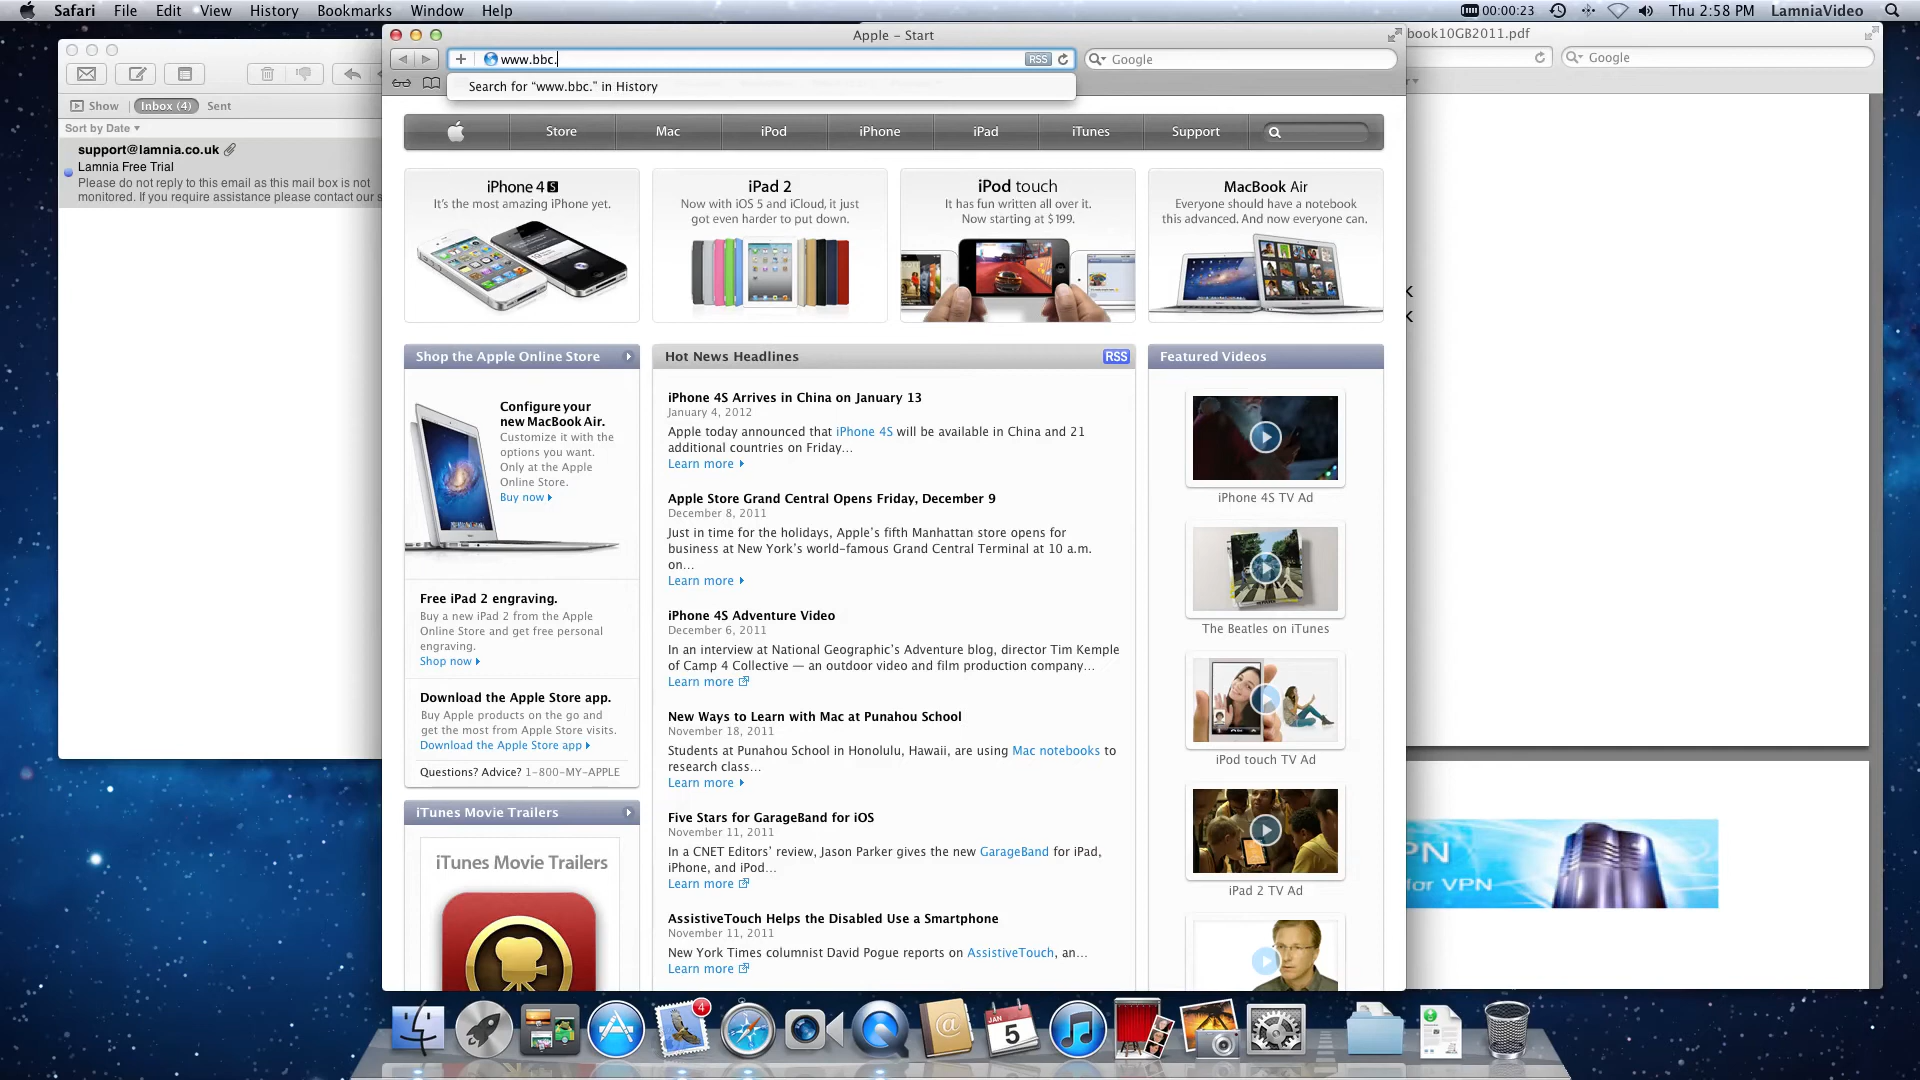 Safari File Edit View History Bookmarks Window Help
00:00:23 Thu 2:58 PM LamniaVideo
Show Inbox (4) Sent
Sort by Date
support@lamnia.co.uk
Lamnia Free Trial
Please do not reply to this email as this mail box is not
monitored. If you require assistance please contact our s
Apple – Start
www.bbc.
RSS
Google
Search for “www.bbc.” in History
book10GB2011.pdf
Google
Store Mac iPod iPhone iPad iTunes Support
iPhone 4S
It's the most amazing iPhone yet.
iPad 2
Now with iOS 5 and iCloud, it just
got even harder to put down.
iPod touch
It has fun written all over it.
Now starting at $199.
MacBook Air
Everyone should have a notebook
this advanced. And now everyone can.
Shop the Apple Online Store
Configure your
new MacBook Air.
Customize it with the
options you want.
Only at the Apple
Online Store.
Buy now
Free iPad 2 engraving.
Buy a new iPad 2 from the Apple
Online Store and get free personal
engraving.
Shop now
Download the Apple Store app.
Buy Apple products on the go and
get the most from Apple Store visits.
Download the Apple Store app
Questions? Advice? 1-800-MY-APPLE
iTunes Movie Trailers
iTunes Movie Trailers
Hot News Headlines
RSS
iPhone 4S Arrives in China on January 13
January 4, 2012
Apple today announced that iPhone 4S will be available in China and 21
additional countries on Friday...
Learn more
Apple Store Grand Central Opens Friday, December 9
December 8, 2011
Just in time for the holidays, Apple's fifth Manhattan store opens for
business at New York's world-famous Grand Central Terminal at 10 a.m.
on...
Learn more
iPhone 4S Adventure Video
December 6, 2011
In an interview at National Geographic's Adventure blog, director Tim Kemple
of Camp 4 Collective — an outdoor video and film production company...
Learn more
New Ways to Learn with Mac at Punahou School
November 18, 2011
Students at Punahou School in Honolulu, Hawaii, are using Mac notebooks to
research class...
Learn more
Five Stars for GarageBand for iOS
November 11, 2011
In a CNET Editors' review, Jason Parker gives the new GarageBand for iPad,
iPhone, and iPod...
Learn more
AssistiveTouch Helps the Disabled Use a Smartphone
November 11, 2011
New York Times columnist David Pogue reports on AssistiveTouch, an...
Learn more
Featured Videos
iPhone 4S TV Ad
The Beatles on iTunes
iPod touch TV Ad
iPad 2 TV Ad
K
K
PN
for VPN
4
JAN
5